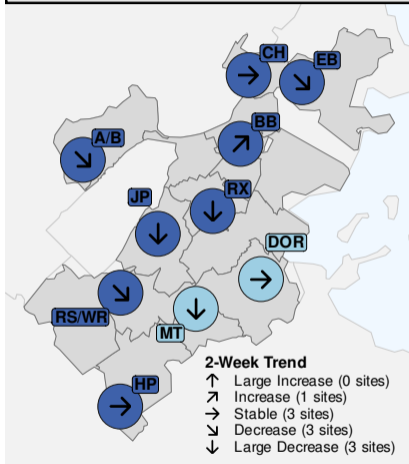 CH
EB
BB
A/B
RX
JP
DOR
RS/WR
MT
HP
2-Week Trend
↑ Large Increase (0 sites)
↗ Increase (1 sites)
→ Stable (3 sites)
↘ Decrease (3 sites)
↓ Large Decrease (3 sites)